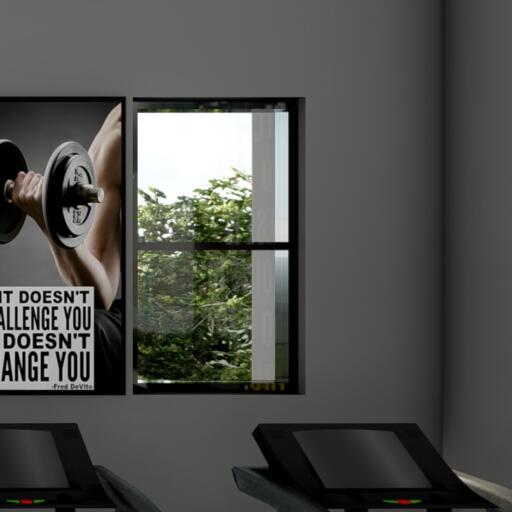 IT DOESN'T
ALLENGE YOU
DOESN'T
ANGE YOU
-Fred DeVito